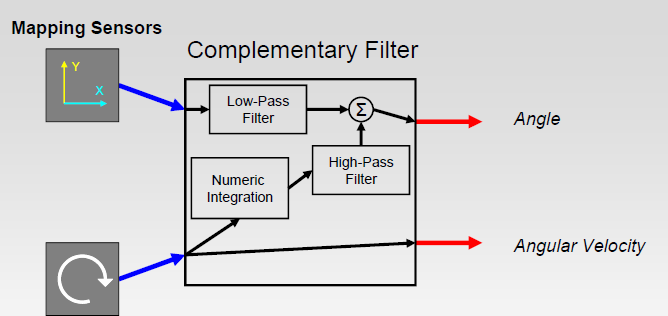 Mapping Sensors
Complementary Filter
Y
X
Low-Pass
Filter
Σ
Angle
High-Pass
Filter
Numeric
Integration
Angular Velocity